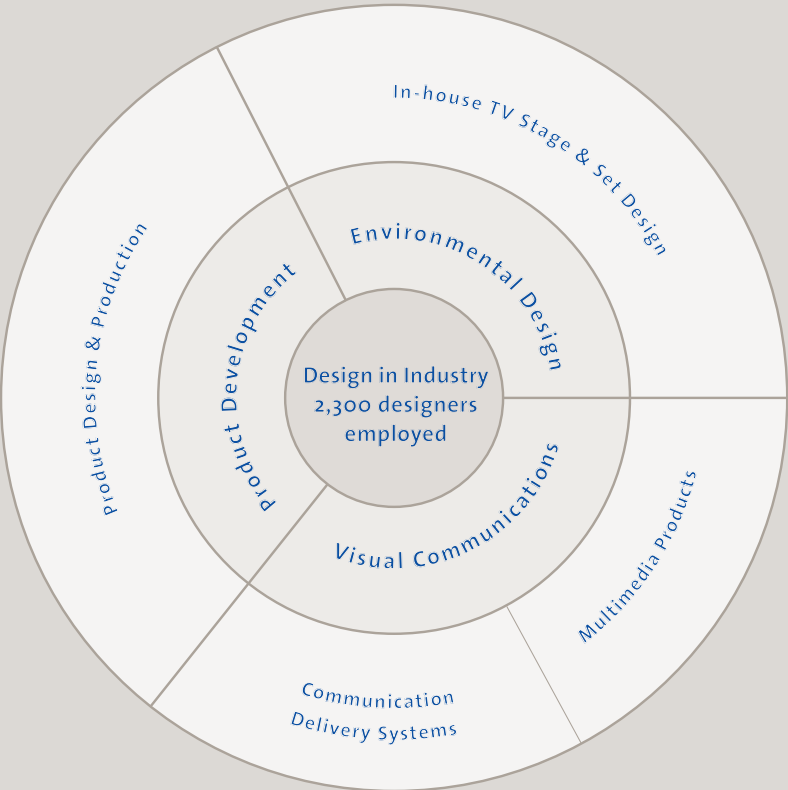 In-house TV Stage & Set Design
Environmental Design
Product Design & Production
Product Development
Design in Industry
2,300 designers
employed
Visual Communications
Multimedia Products
Communication
Delivery Systems